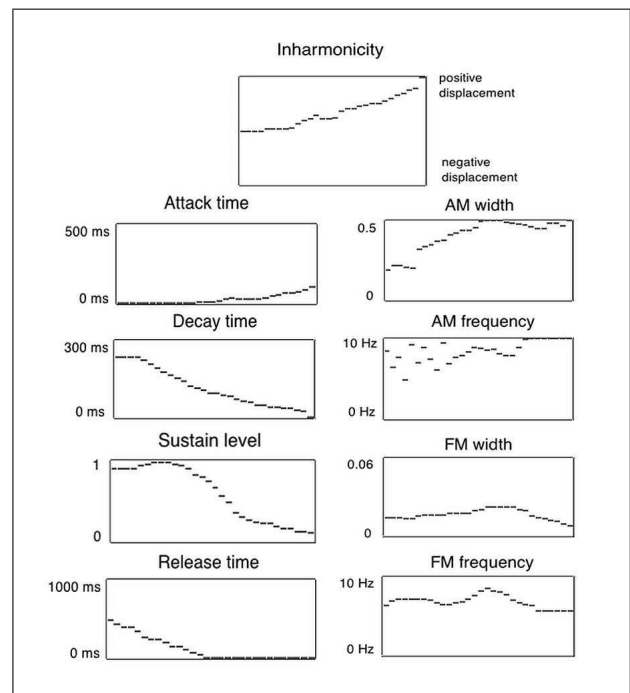 Inharmonicity
positive
displacement
negative
displacement
Attack time
500 ms
0 ms
AM width
0.5
0
Decay time
300 ms
0 ms
AM frequency
10 Hz
0 Hz
Sustain level
1
0
FM width
0.06
0
Release time
1000 ms
0 ms
FM frequency
10 Hz
0 Hz